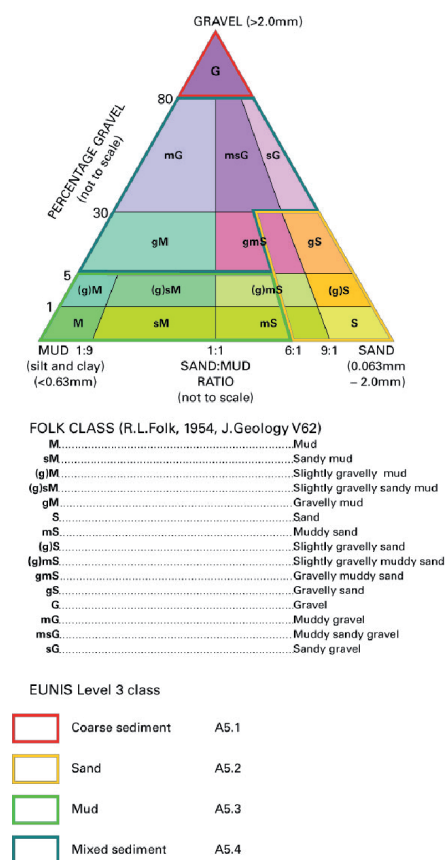 GRAVEL (>2.0mm)
G
80
PERCENTAGE GRAVEL
(not to scale)
mG
msG
sG
30
gM
gmS
gS
5
(g)M
(g)sM
(g)mS
(g)S
1
M
sM
mS
S
MUD 1:9 1:1 6:1 9:1 SAND
(silt and clay) SAND:MUD (0.063mm
(<0.63mm) RATIO – 2.0mm)
(not to scale)
FOLK CLASS (R.L.Folk, 1954, J.Geology V62)
M Mud
sM Sandy mud
(g)M Slightly gravelly mud
(g)sM Slightly gravelly sandy mud
gM Gravelly mud
S Sand
mS Muddy sand
(g)S Slightly gravelly sand
(g)mS Slightly gravelly muddy sand
gmS Gravelly muddy sand
gS Gravelly sand
G Gravel
mG Muddy gravel
msG Muddy sandy gravel
sG Sandy gravel
EUNIS Level 3 class
Coarse sediment A5.1
Sand A5.2
Mud A5.3
Mixed sediment A5.4